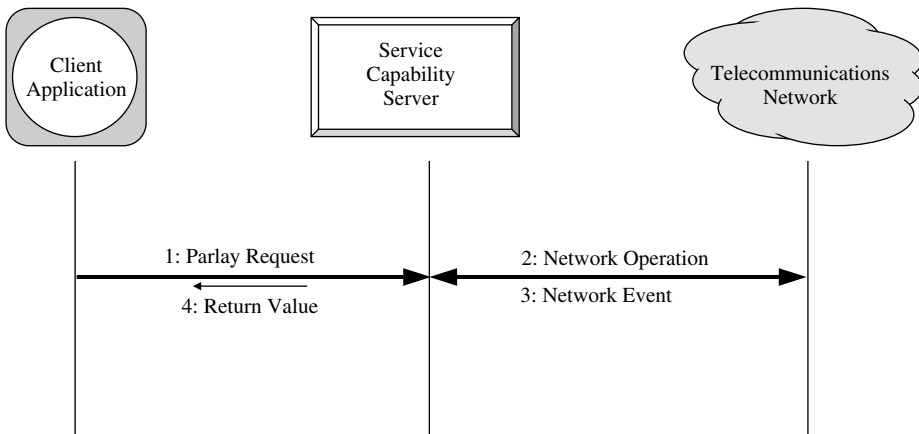 Client
Application
Service
Capability
Server
Telecommunications
Network
1: Parlay Request
4: Return Value
2: Network Operation
3: Network Event